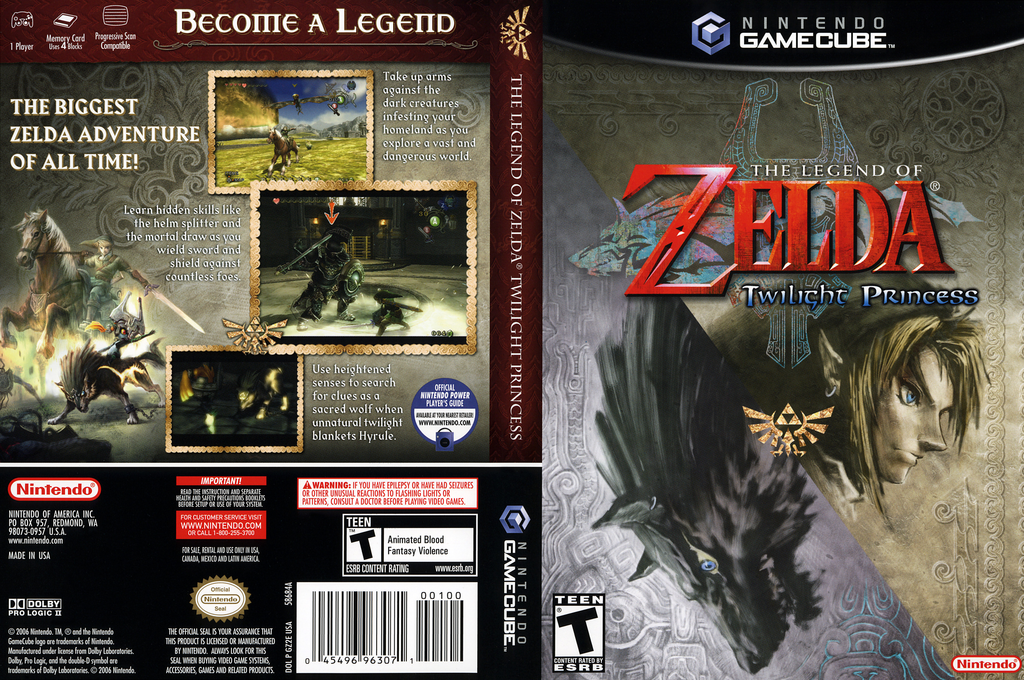 1 Player
Memory Card
Uses 4 Blocks
Progressive Scan
Compatible
BECOME A LEGEND
THE BIGGEST
ZELDA ADVENTURE
OF ALL TIME!
Take up arms
against the
dark creatures
infesting your
homeland as you
explore a vast and
dangerous world.
Learn hidden skills like
the helm splitter and
the mortal draw as you
wield sword and
shield against
countless foes.
Use heightened
senses to search
for clues as a
sacred wolf when
unnatural twilight
blankets Hyrule.
OFFICIAL
NINTENDO POWER
PLAYER'S GUIDE
AVAILABLE AT YOUR NEAREST RETAILER!
WWW.NINTENDO.COM
Nintendo®
NINTENDO OF AMERICA INC.
PO BOX 957, REDMOND, WA
98073-0957 U.S.A.
www.nintendo.com
MADE IN USA
DOLBY
PRO LOGIC II
© 2006 Nintendo. TM, ® and the Nintendo
GameCube logo are trademarks of Nintendo.
Manufactured under license from Dolby Laboratories.
Dolby, Pro Logic, and the double-D symbol are
trademarks of Dolby Laboratories. © 2006 Nintendo.
IMPORTANT!
READ THE INSTRUCTION AND SEPARATE
HEALTH AND SAFETY PRECAUTIONS BOOKLETS
BEFORE SETUP OR USE OF YOUR SYSTEM.
FOR CUSTOMER SERVICE VISIT
WWW.NINTENDO.COM
OR CALL 1-800-255-3700
FOR SALE, RENTAL AND USE ONLY IN USA,
CANADA, MEXICO AND LATIN AMERICA.
Official
Nintendo
Seal
THE OFFICIAL SEAL IS YOUR ASSURANCE THAT
THIS PRODUCT IS LICENSED OR MANUFACTURED
BY NINTENDO. ALWAYS LOOK FOR THIS
SEAL WHEN BUYING VIDEO GAME SYSTEMS,
ACCESSORIES, GAMES AND RELATED PRODUCTS.
WARNING: IF YOU HAVE EPILEPSY OR HAVE HAD SEIZURES
OR OTHER UNUSUAL REACTIONS TO FLASHING LIGHTS OR
PATTERNS, CONSULT A DOCTOR BEFORE PLAYING VIDEO GAMES.
TEEN
T
Animated Blood
Fantasy Violence
ESRB CONTENT RATING www.esrb.org
58684A
DOL P GZ2E USA
00100
0 45496 96307 1
THE LEGEND OF ZELDA® TWILIGHT PRINCESS
NINTENDO
GAMECUBE™
NINTENDO
GAMECUBE™
THE LEGEND OF
ZELDA®
Twilight Princess
TEEN
T
®
CONTENT RATED BY
ESRB
Nintendo®